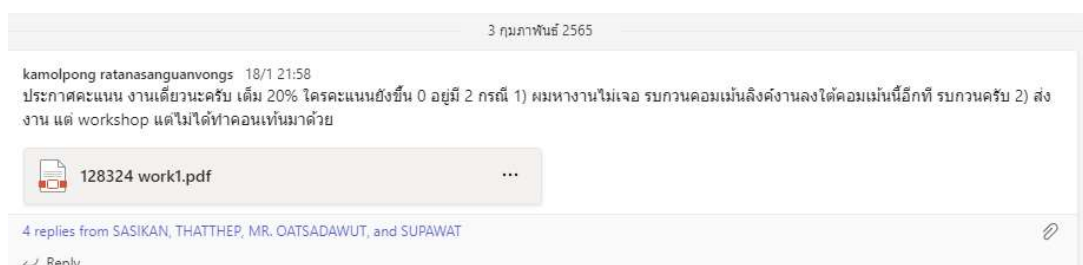 3 กุมภาพันธ์ 2565
kamolpong ratanasanguanvongs 18/1 21:58
ประกาศคะแนน งานเดี่ยวนะครับ เต็ม 20% ใครคะแนนยังขึ้น 0 อยู่มี 2 กรณี 1) ผมหางานไม่เจอ รบกวนคอมเม้นลิงค์งานลงใต้คอมเม้นนี้อีกที รบกวนครับ 2) ส่ง
งาน แต่ workshop แต่ไม่ได้ทำคอนเท้นมาด้วย
128324 work1.pdf
...
4 replies from SASIKAN, THATTHEP, MR. OATSADAWUT, and SUPAWAT
Reply